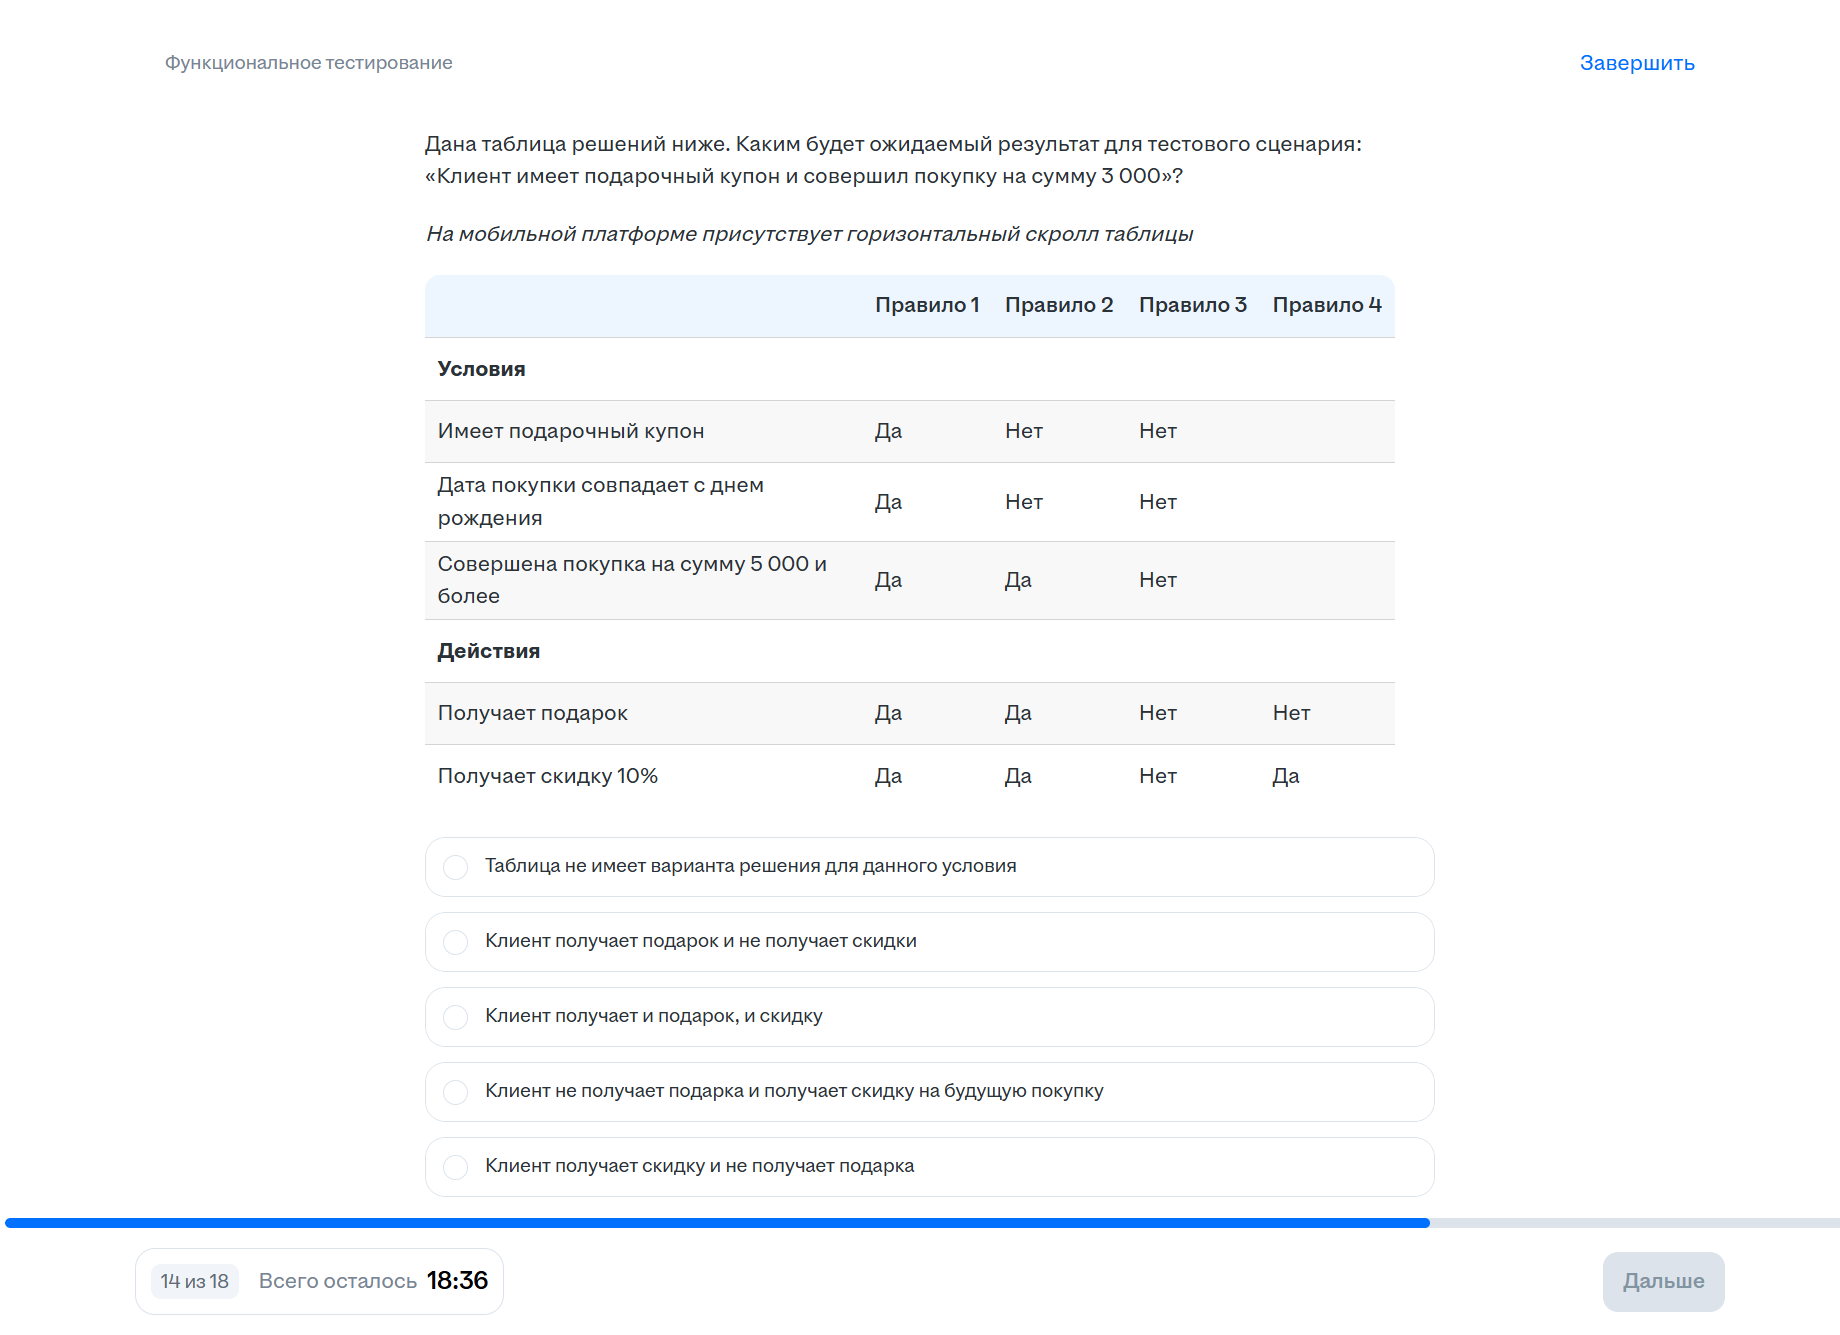 Функциональное тестирование
Завершить
Дана таблица решений ниже. Каким будет ожидаемый результат для тестового сценария:
«Клиент имеет подарочный купон и совершил покупку на сумму 3 000»?
На мобильной платформе присутствует горизонтальный скролл таблицы
Правило 1 Правило 2 Правило 3 Правило 4
Условия
Имеет подарочный купон Да Нет Нет
Дата покупки совпадает с днем
рождения Да Нет Нет
Совершена покупка на сумму 5 000 и
более Да Да Нет
Действия
Получает подарок Да Да Нет Нет
Получает скидку 10% Да Да Нет Да
Таблица не имеет варианта решения для данного условия
Клиент получает подарок и не получает скидки
Клиент получает и подарок, и скидку
Клиент не получает подарка и получает скидку на будущую покупку
Клиент получает скидку и не получает подарка
14 из 18 Всего осталось 18:36
Дальше